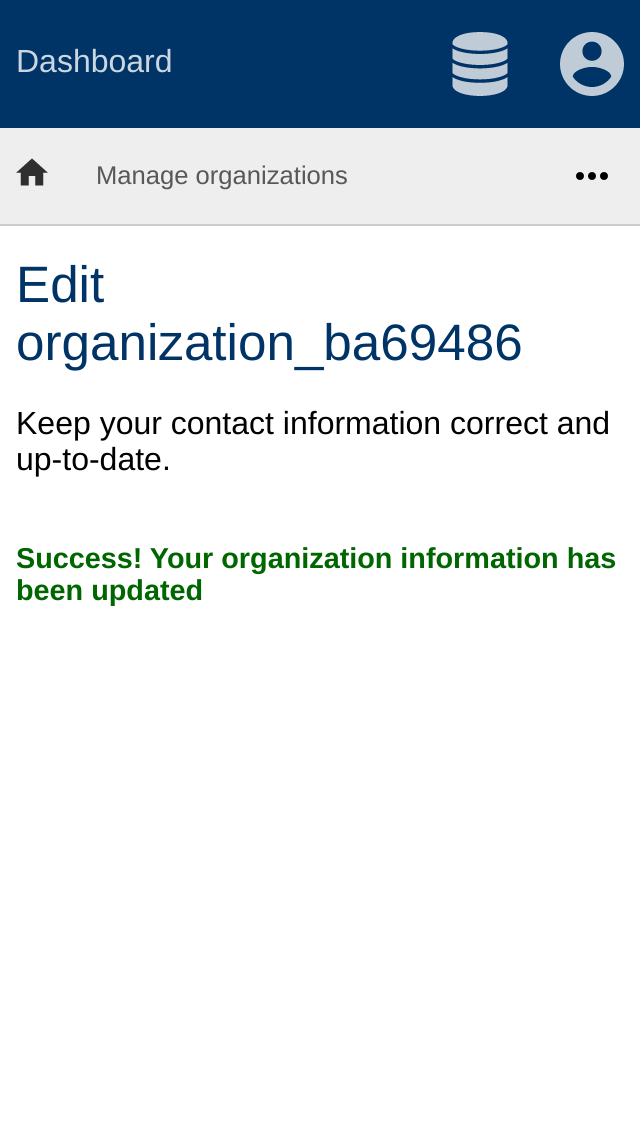 Dashboard
Manage organizations
Edit
organization_ba69486
Keep your contact information correct and
up-to-date.
Success! Your organization information has
been updated